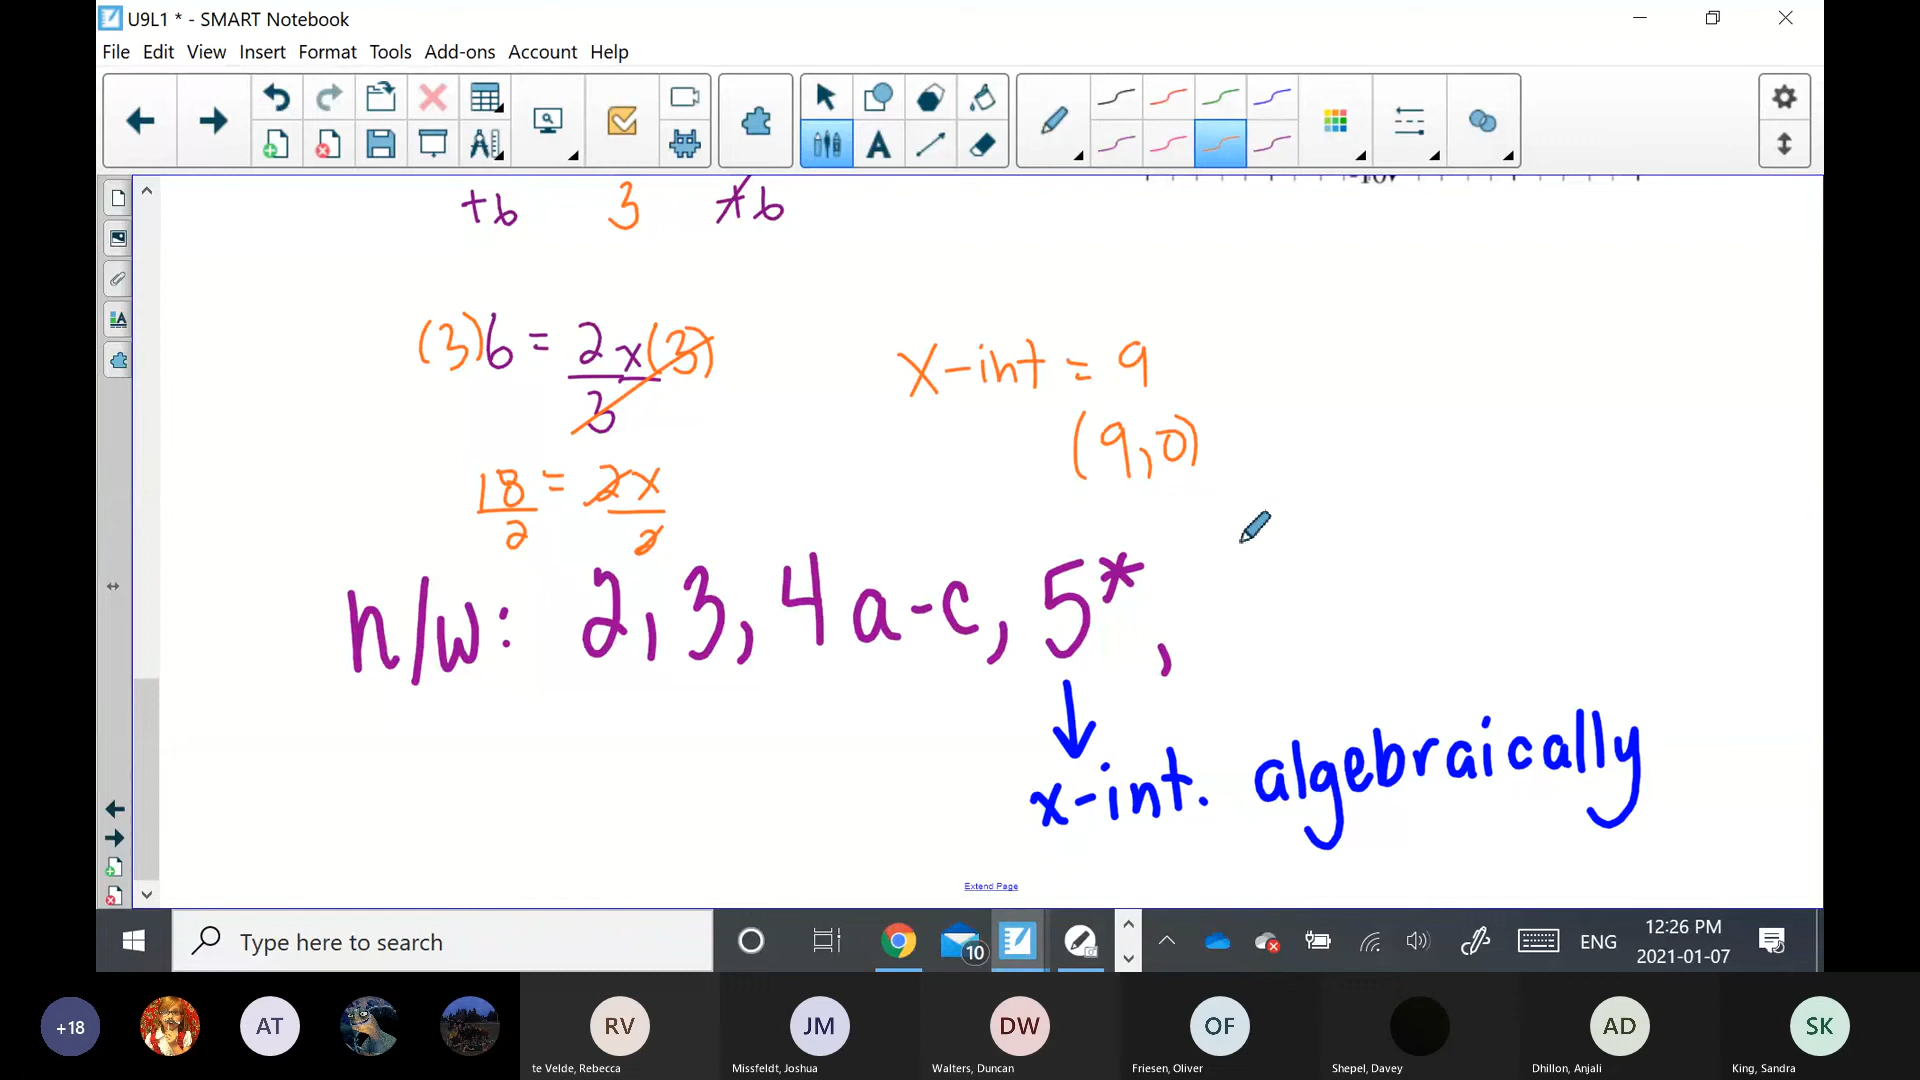 U9L1 * - SMART Notebook
File Edit View Insert Format Tools Add-ons Account Help
+6 3 +6
(3)6 = 2x(3)
3
x-int = 9
(9,0)
18 = 2x
2 2
h/w: 2, 3, 4 a-c, 5*,
x-int. algebraically
Extend Page
Type here to search
10
ENG
12:26 PM
2021-01-07
+18
AT
RV
JM
DW
OF
AD
SK
te Velde, Rebecca
Missfeldt, Joshua
Walters, Duncan
Friesen, Oliver
Shepel, Davey
Dhillon, Anjali
King, Sandra